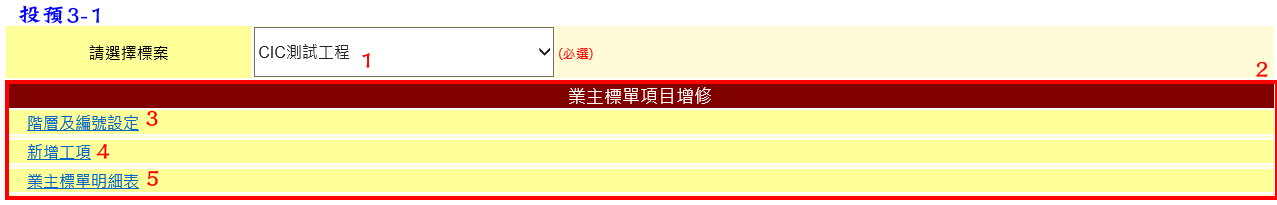 投預3-1
請選擇標案 CIC測試工程 1 (必選)
2
業主標單項目增修
階層及編號設定 3
新增工項 4
業主標單明細表 5